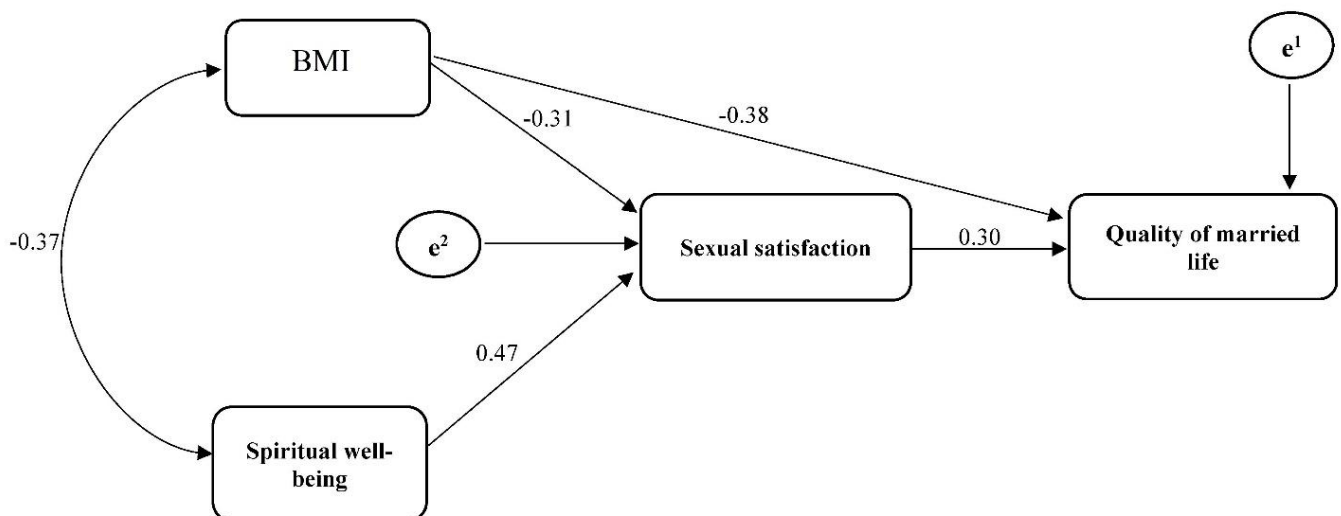 e¹
BMI
-0.31
-0.38
-0.37
e²
Sexual satisfaction
0.30
Quality of married
life
0.47
Spiritual well-
being